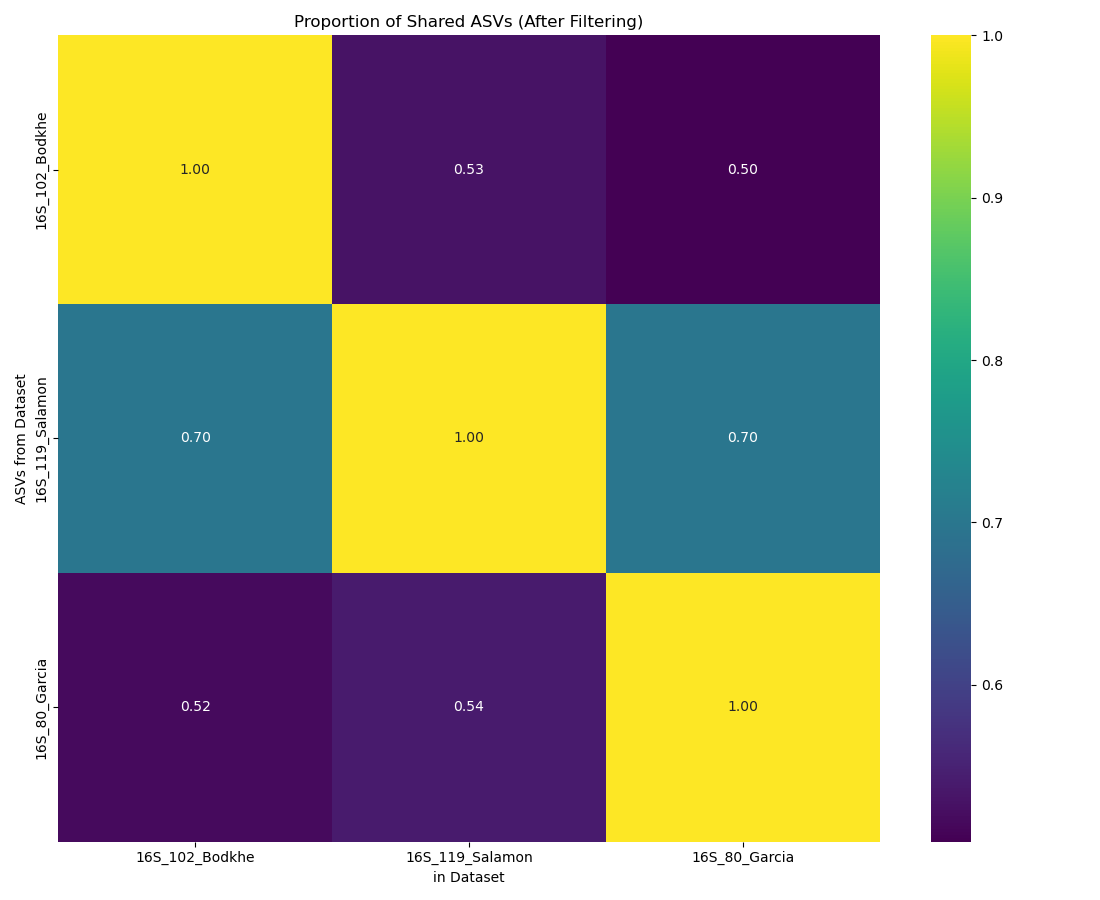 Proportion of Shared ASVs (After Filtering)
ASVs from Dataset
16S_102_Bodkhe
16S_119_Salamon
16S_80_Garcia
1.00 0.53 0.50
0.70 1.00 0.70
0.52 0.54 1.00
16S_102_Bodkhe 16S_119_Salamon 16S_80_Garcia
in Dataset
1.0
0.9
0.8
0.7
0.6